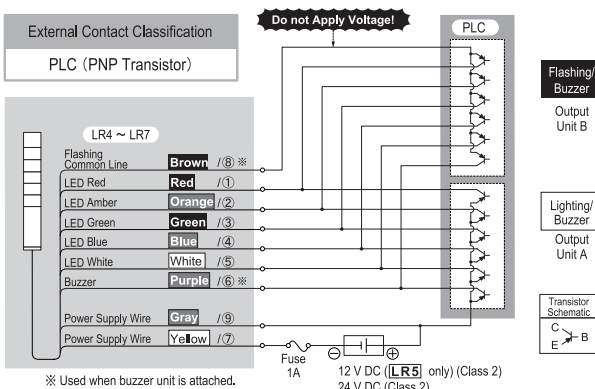 External Contact Classification
PLC (PNP Transistor)
Do not Apply Voltage!
PLC
LR4 ~ LR7
Flashing
Common Line Brown /⑧ ※
LED Red Red /①
LED Amber Orange /②
LED Green Green /③
LED Blue Blue /④
LED White White /⑤
Buzzer Purple /⑥ ※
Power Supply Wire Gray /⑨
Power Supply Wire Yellow /⑦
Fuse
1A
⊖ ⊕
12 V DC (LR5 only) (Class 2)
24 V DC (Class 2)
※ Used when buzzer unit is attached.
Flashing/
Buzzer
Output
Unit B
Lighting/
Buzzer
Output
Unit A
Transistor
Schematic
C
B
E